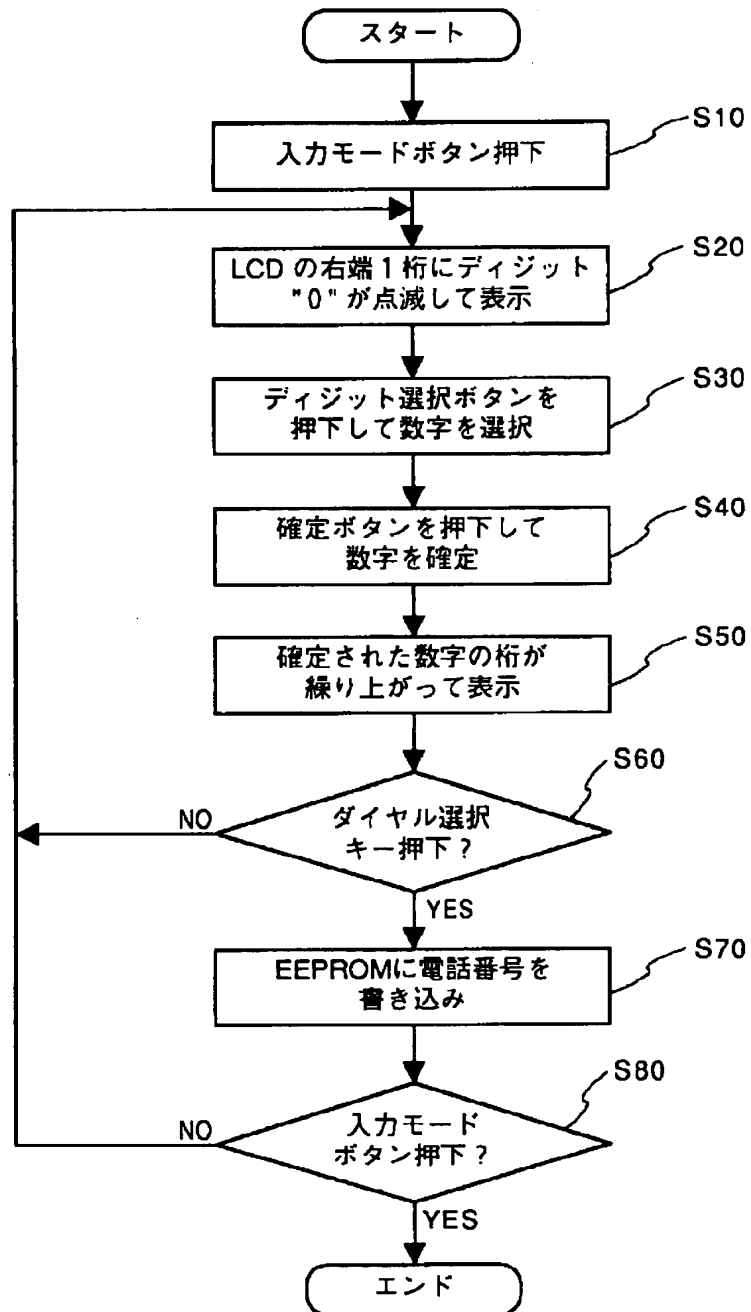 スタート
S10
入力モードボタン押下
S20
LCD の右端1桁にディジット
"0" が点滅して表示
S30
ディジット選択ボタンを
押下して数字を選択
S40
確定ボタンを押下して
数字を確定
S50
確定された数字の桁が
繰り上がって表示
S60
ダイヤル選択
キー押下？
NO
YES
S70
EEPROMに電話番号を
書き込み
S80
入力モード
ボタン押下？
NO
YES
エンド